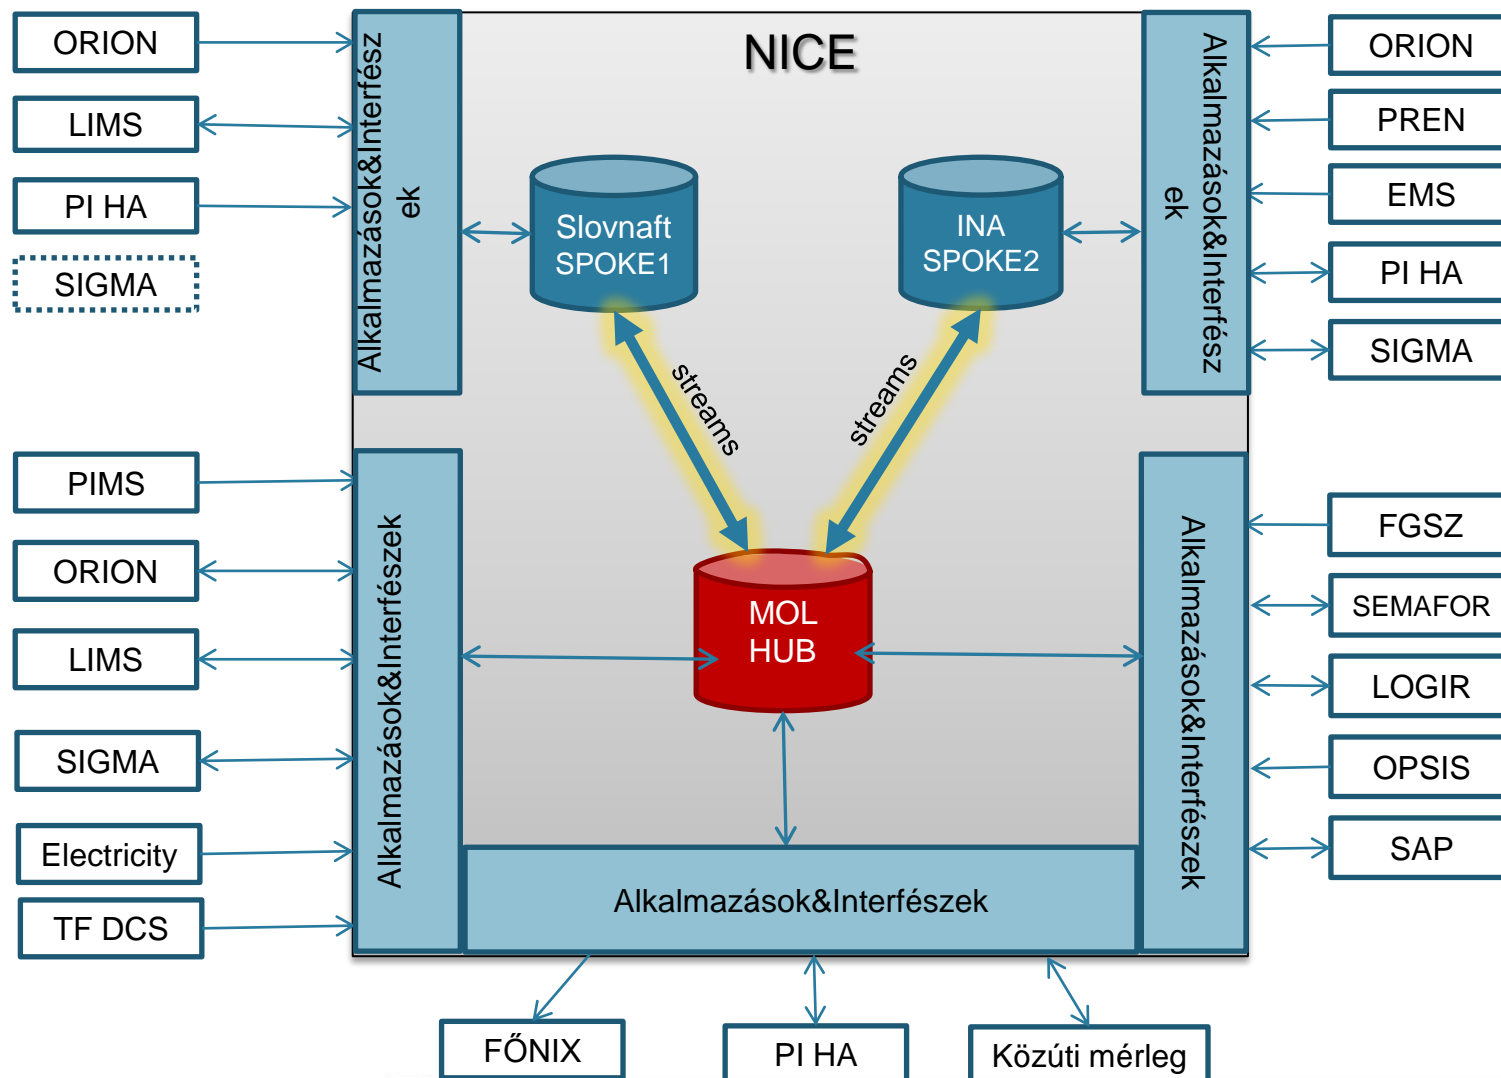 NICE
ORION
LIMS
PI HA
SIGMA
Alkalmazások&Interfész
ek
Slovnaft
SPOKE1
INA
SPOKE2
Alkalmazások&Interfész
ek
ORION
PREN
EMS
PI HA
SIGMA
streams
streams
PIMS
ORION
LIMS
SIGMA
Electricity
TF DCS
Alkalmazások&Interfészek
MOL
HUB
Alkalmazások&Interfészek
FGSZ
SEMAFOR
LOGIR
OPSIS
SAP
Alkalmazások&Interfészek
FŐNIX
PI HA
Közúti mérleg